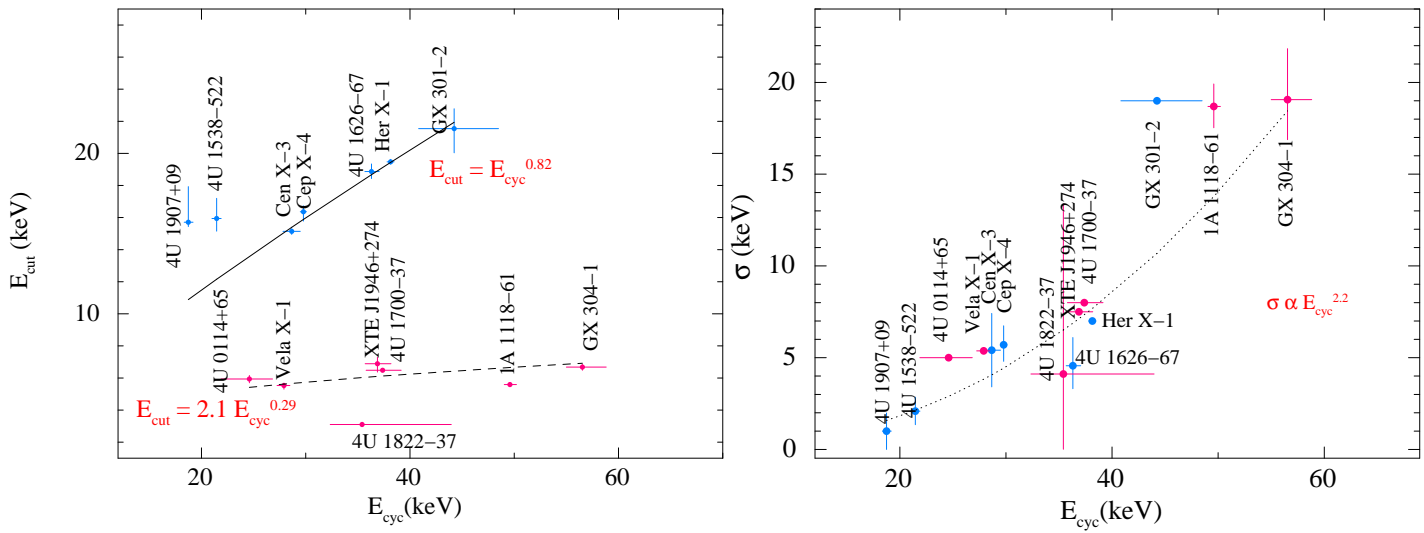 E_cut (keV)
20
10
4U 1907+09
4U 1538−522
Cen X−3
Cep X−4
4U 1626−67
Her X−1
GX 301−2
E_cut = E_cyc^0.82
4U 0114+65
Vela X−1
XTE J1946+274
4U 1700−37
1A 1118−61
GX 304−1
E_cut = 2.1 E_cyc^0.29
4U 1822−37
20 40 60
E_cyc(keV)
σ (keV)
20
15
10
5
0
4U 1907+09
4U 1538−522
4U 0114+65
Vela X−1
Cen X−3
Cep X−4
4U 1822−37
XTE J1946+274
4U 1700−37
Her X−1
4U 1626−67
GX 301−2
1A 1118−61
GX 304−1
σ α E_cyc^2.2
20 40 60
E_cyc(keV)